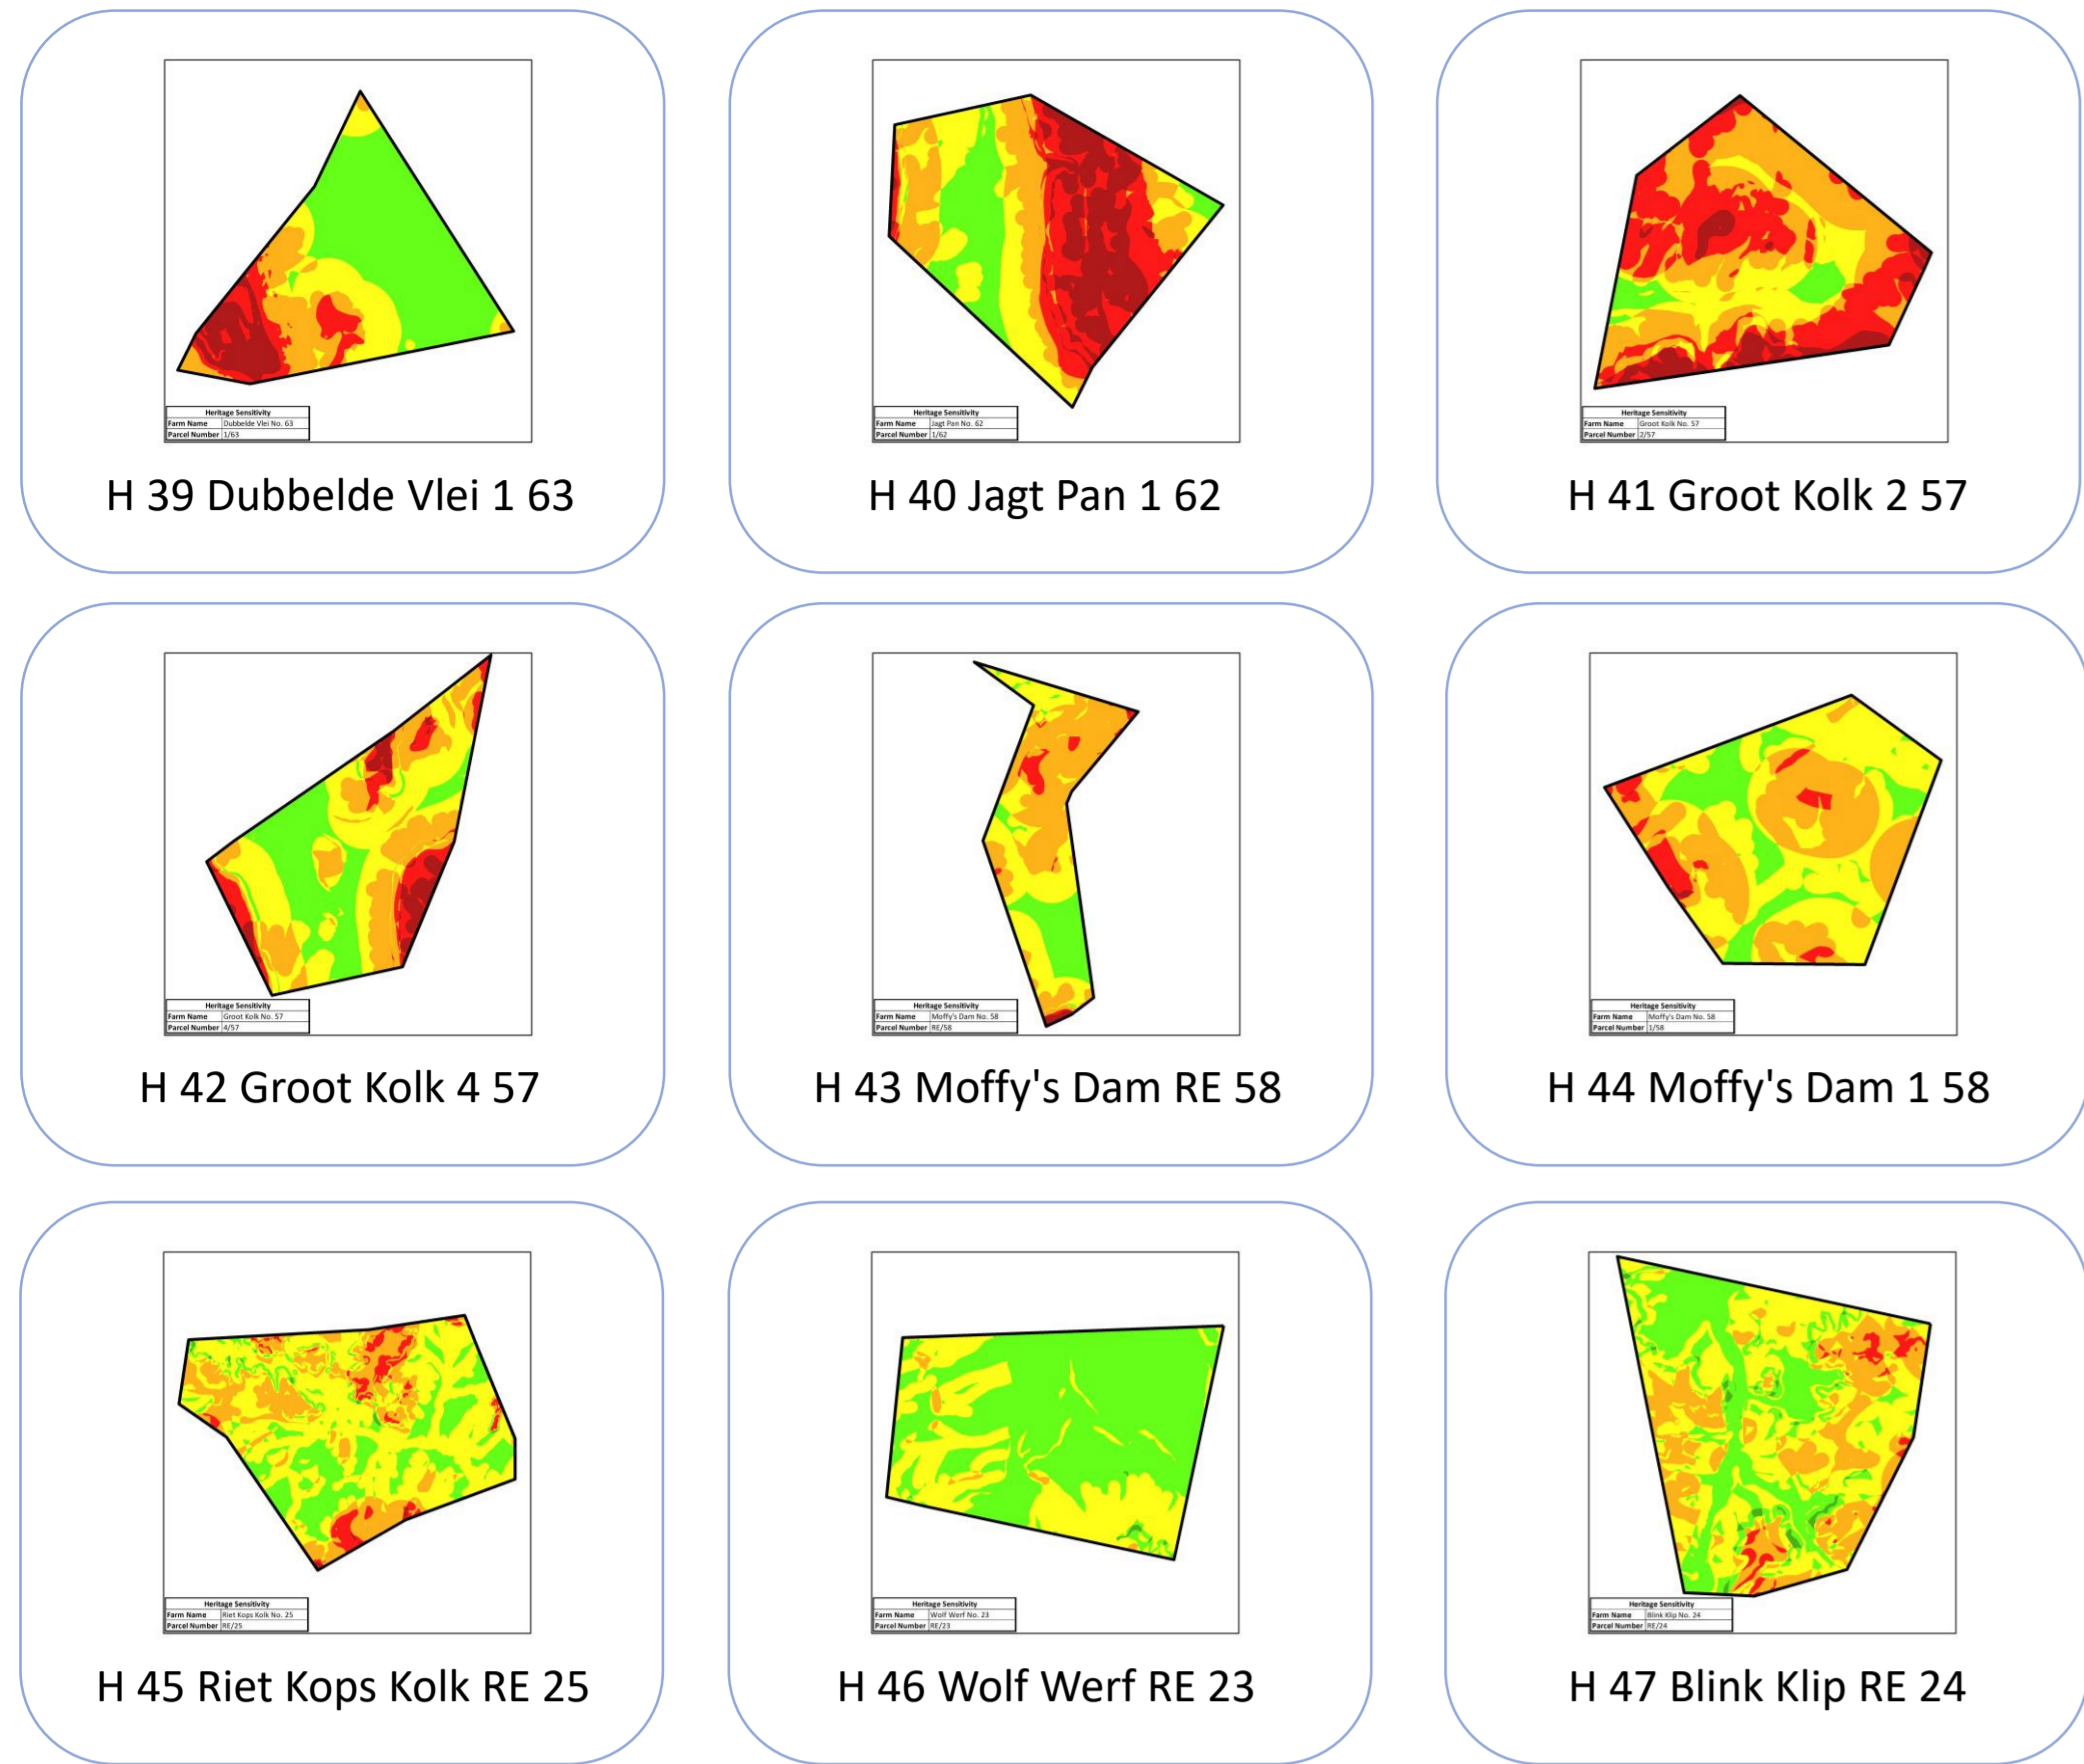 Heritage Sensitivity
Farm Name Dubbelde Vlei No. 63
Parcel Number 1/63
H 39 Dubbelde Vlei 1 63
Heritage Sensitivity
Farm Name Jagt Pan No. 62
Parcel Number 1/62
H 40 Jagt Pan 1 62
Heritage Sensitivity
Farm Name Groot Kolk No. 57
Parcel Number 2/57
H 41 Groot Kolk 2 57
Heritage Sensitivity
Farm Name Groot Kolk No. 57
Parcel Number 4/57
H 42 Groot Kolk 4 57
Heritage Sensitivity
Farm Name Moffy's Dam No. 58
Parcel Number RE/58
H 43 Moffy's Dam RE 58
Heritage Sensitivity
Farm Name Moffy's Dam No. 58
Parcel Number 1/58
H 44 Moffy's Dam 1 58
Heritage Sensitivity
Farm Name Riet Kops Kolk No. 25
Parcel Number RE/25
H 45 Riet Kops Kolk RE 25
Heritage Sensitivity
Farm Name Wolf Werf No. 23
Parcel Number RE/23
H 46 Wolf Werf RE 23
Heritage Sensitivity
Farm Name Blink Klip No. 24
Parcel Number RE/24
H 47 Blink Klip RE 24